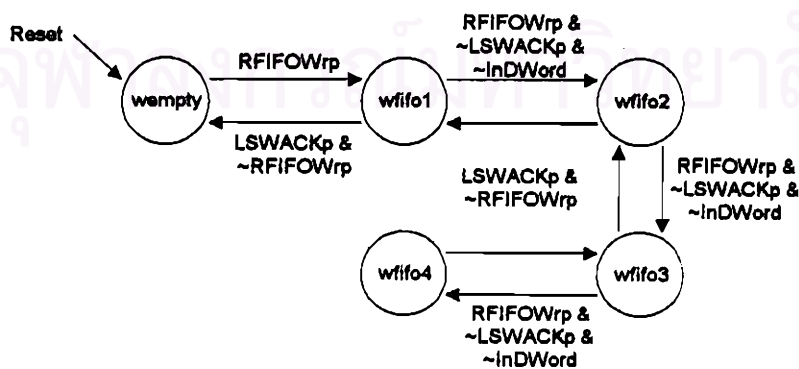 Reset
RFIFOWrp
RFIFOWrp &
~LSWACKp &
~InDWord
wempty
wfifo1
wfifo2
LSWACKp &
~RFIFOWrp
LSWACKp &
~RFIFOWrp
RFIFOWrp &
~LSWACKp &
~InDWord
wfifo4
wfifo3
RFIFOWrp &
~LSWACKp &
~InDWord